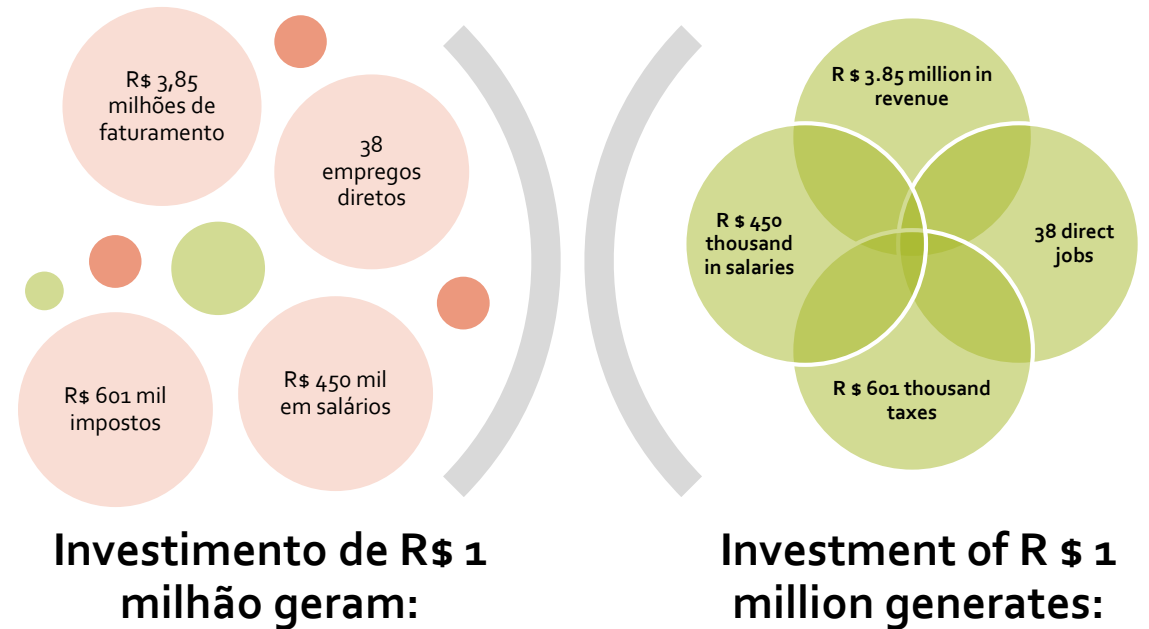 R$ 3,85
milhões de
faturamento
38
empregos
diretos
R$ 601 mil
impostos
R$ 450 mil
em salários
Investimento de R$ 1
milhão geram:
R $ 3.85 million in
revenue
R $ 450
thousand
in salaries
38 direct
jobs
R $ 601 thousand
taxes
Investment of R $ 1
million generates: